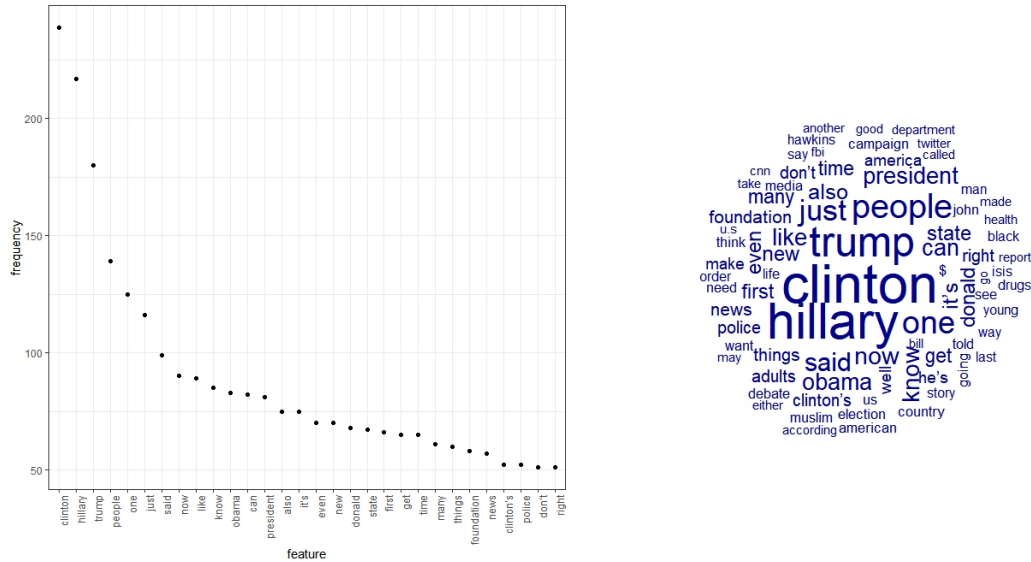 200
150
100
50
frequency
clinton
hillary
trump
people
one
just
said
now
like
know
obama
can
president
also
it's
even
new
donald
state
first
get
time
many
things
foundation
news
clinton's
police
don't
right
feature
another good department
hawkins campaign twitter
say fbi america called
cnn don't time president
take media also man
many just people john made
foundation health
u.s like trump state black
think even new can right report
make $ isis
order life clinton it's donald go drugs
need first see
news hillary one young
police way
want bill told
may things said now know get going last
adults obama well he's
debate clinton's us story
either muslim election country
according american